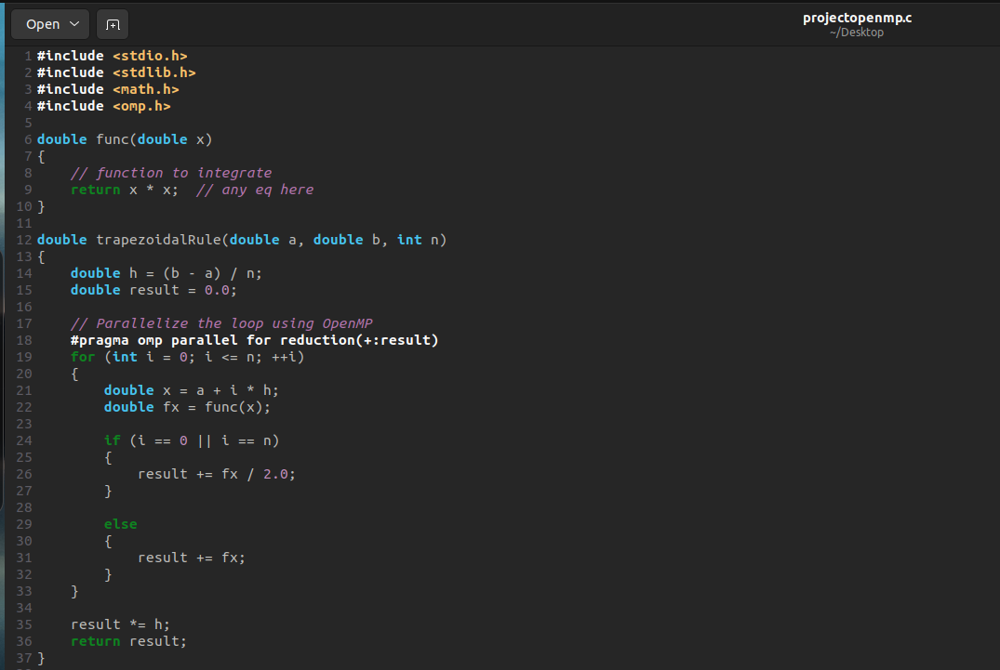 Open
projectopenmp.c
~/Desktop
1 #include <stdio.h>
2 #include <stdlib.h>
3 #include <math.h>
4 #include <omp.h>
5
6 double func(double x)
7 {
8     // function to integrate
9     return x * x;  // any eq here
10 }
11
12 double trapezoidalRule(double a, double b, int n)
13 {
14     double h = (b - a) / n;
15     double result = 0.0;
16
17     // Parallelize the loop using OpenMP
18     #pragma omp parallel for reduction(+:result)
19     for (int i = 0; i <= n; ++i)
20     {
21         double x = a + i * h;
22         double fx = func(x);
23
24         if (i == 0 || i == n)
25         {
26             result += fx / 2.0;
27         }
28
29         else
30         {
31             result += fx;
32         }
33     }
34
35     result *= h;
36     return result;
37 }